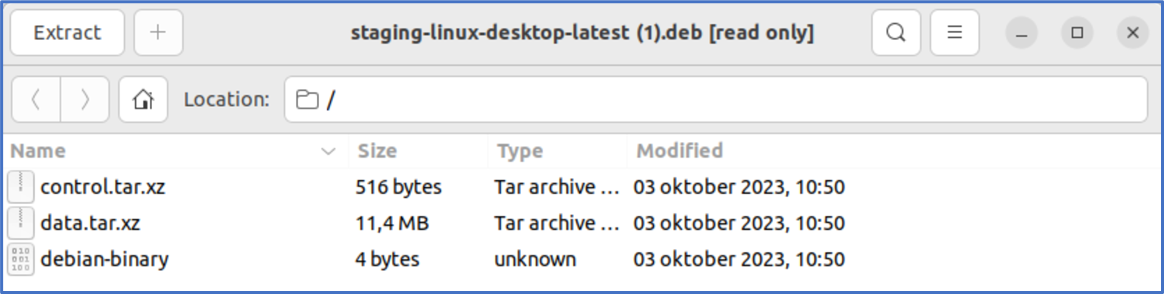 Extract + staging-linux-desktop-latest (1).deb [read only]
Location: /
Name Size Type Modified
control.tar.xz 516 bytes Tar archive ... 03 oktober 2023, 10:50
data.tar.xz 11,4 MB Tar archive ... 03 oktober 2023, 10:50
debian-binary 4 bytes unknown 03 oktober 2023, 10:50